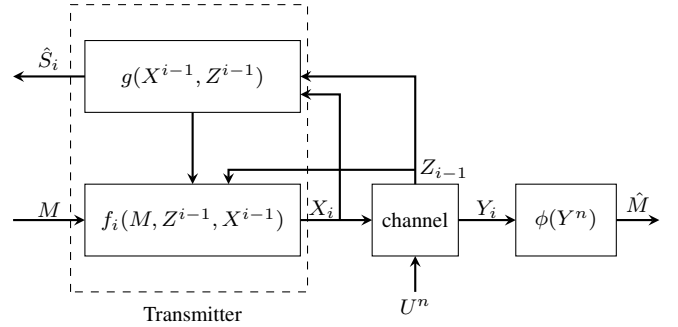 Ŝ_i
g(X^{i−1}, Z^{i−1})
Z_{i−1}
M
f_i(M, Z^{i−1}, X^{i−1})
X_i
channel
Y_i
ϕ(Y^n)
M̂
U^n
Transmitter